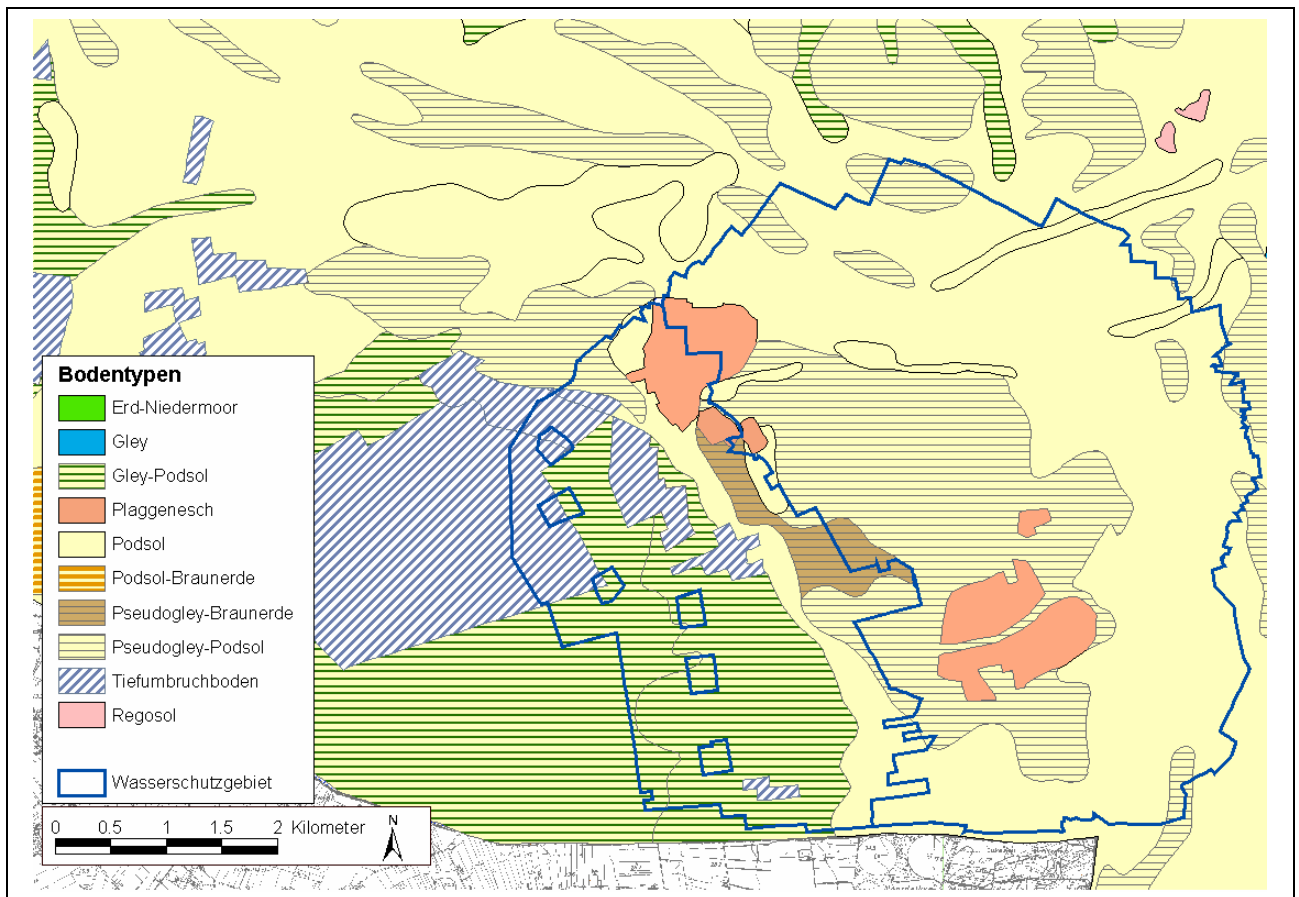 Bodentypen
Erd-Niedermoor
Gley
Gley-Podsol
Plaggenesch
Podsol
Podsol-Braunerde
Pseudogley-Braunerde
Pseudogley-Podsol
Tiefumbruchboden
Regosol
Wasserschutzgebiet
0 0.5 1 1.5 2 Kilometer
N